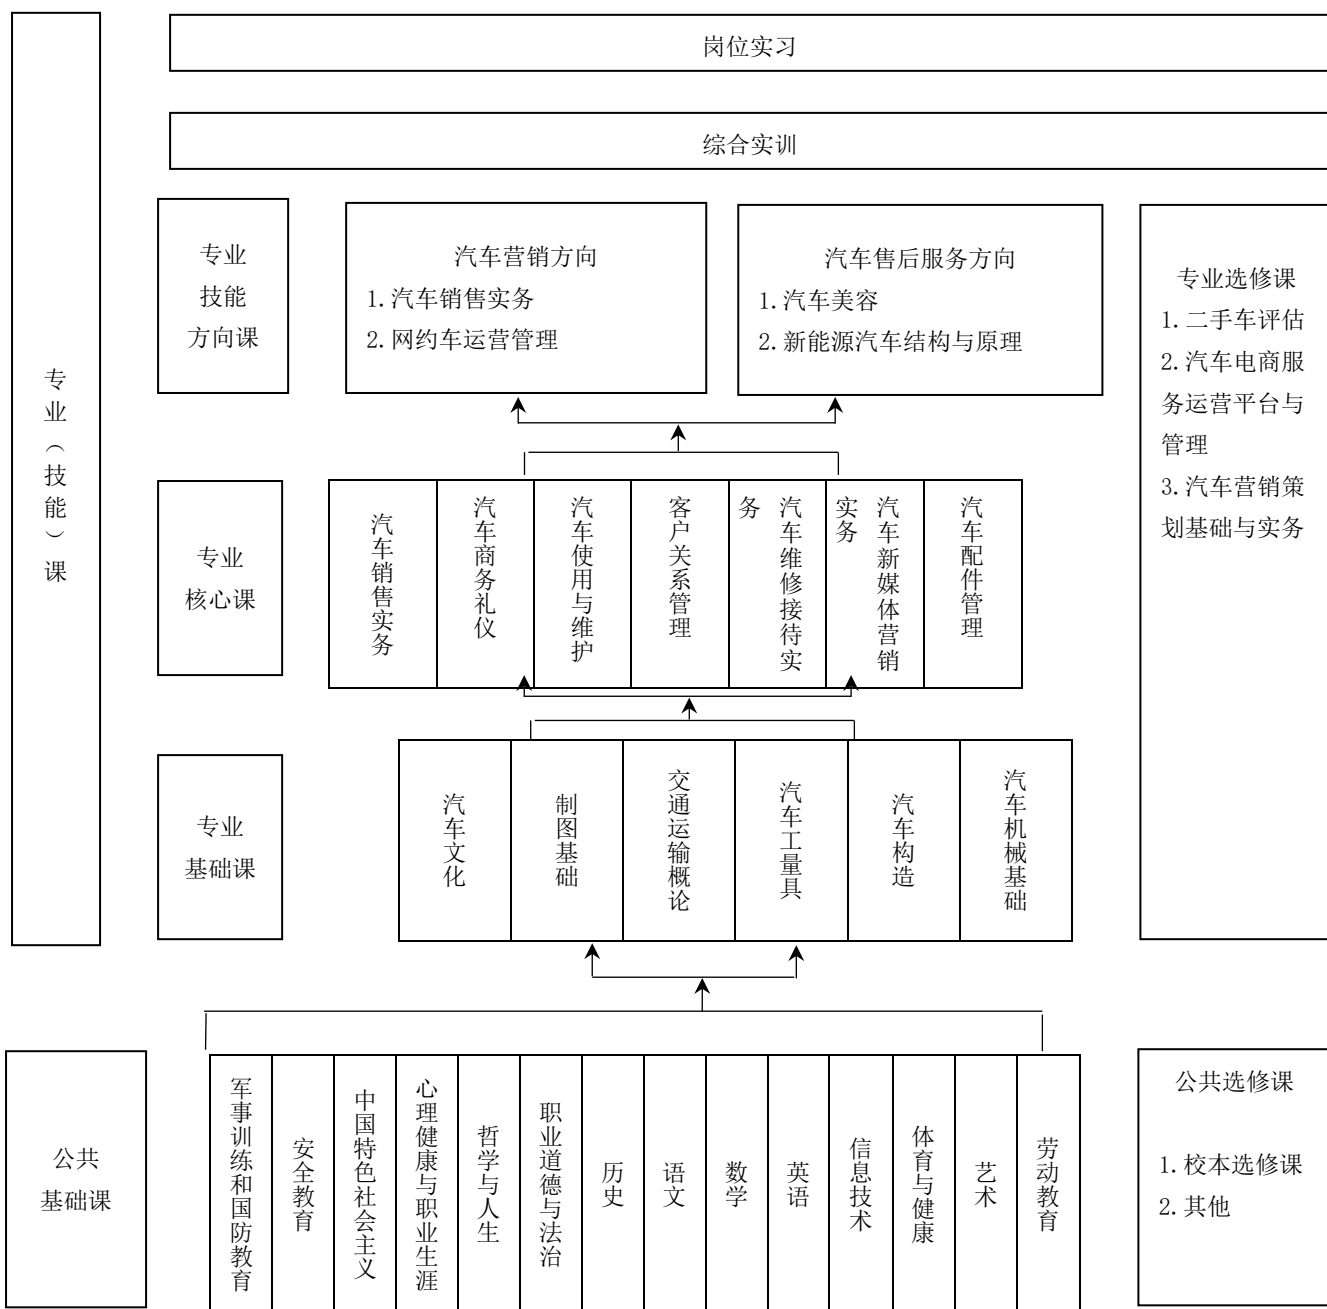 岗位实习
综合实训
专业（技能）课
专业
技能
方向课
汽车营销方向
1.汽车销售实务
2.网约车运营管理
汽车售后服务方向
1.汽车美容
2.新能源汽车结构与原理
专业选修课
1.二手车评估
2.汽车电商服
务运营平台与
管理
3.汽车营销策
划基础与实务
专业
核心课
汽车销售实务
汽车商务礼仪
汽车使用与维护
客户关系管理
汽车维修接待实
务
汽车新媒体营销
实务
汽车配件管理
专业
基础课
汽车文化
制图基础
交通运输概论
汽车工量具
汽车构造
汽车机械基础
公共
基础课
军事训练和国防教育
安全教育
中国特色社会主义
心理健康与职业生涯
哲学与人生
职业道德与法治
历史
语文
数学
英语
信息技术
体育与健康
艺术
劳动教育
公共选修课
1.校本选修课
2.其他